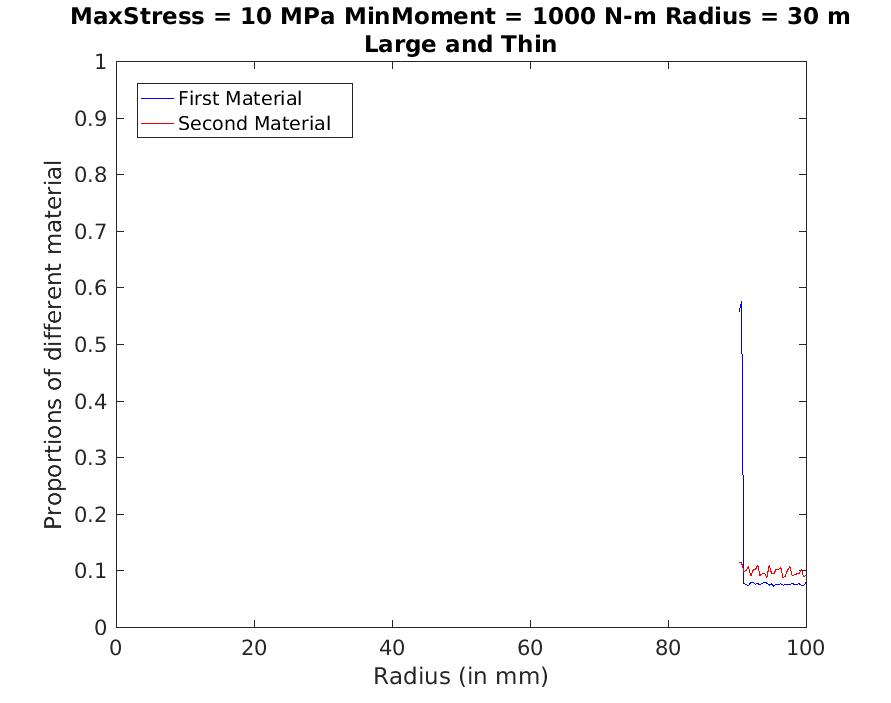 MaxStress = 10 MPa MinMoment = 1000 N-m Radius = 30 m
Large and Thin
First Material
Second Material
Proportions of different material
1
0.9
0.8
0.7
0.6
0.5
0.4
0.3
0.2
0.1
0
0 20 40 60 80 100
Radius (in mm)